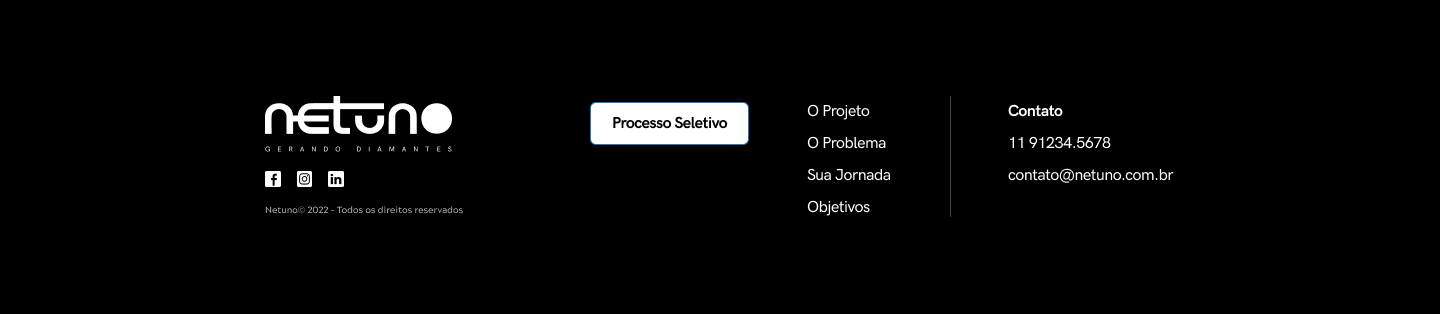 netuno
GERANDO DIAMANTES
Netuno© 2022 - Todos os direitos reservados
Processo Seletivo
O Projeto
O Problema
Sua Jornada
Objetivos
Contato
11 91234.5678
contato@netuno.com.br